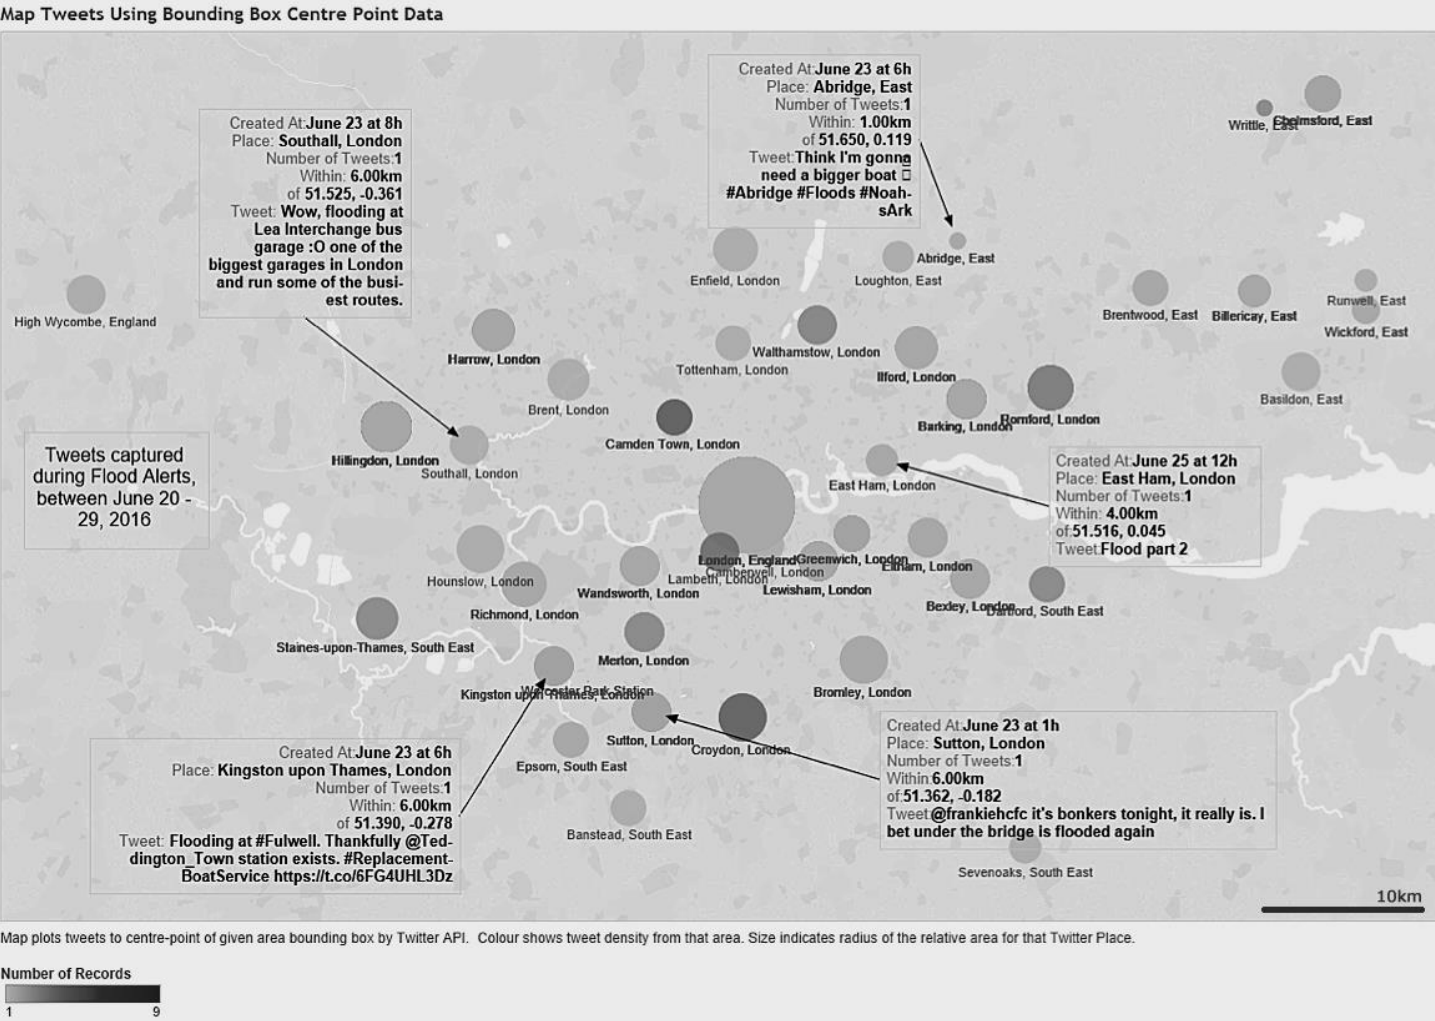 Map Tweets Using Bounding Box Centre Point Data
Created At:June 23 at 6h
Place: Abridge, East
Number of Tweets:1
Within: 1.00km
of 51.650, 0.119
Tweet:Think I'm gonna
need a bigger boat
#Abridge #Floods #Noah-
sArk
Writtle, East
Chelmsford, East
Created At:June 23 at 8h
Place: Southall, London
Number of Tweets:1
Within: 6.00km
of 51.525, -0.361
Tweet: Wow, flooding at
Lea Interchange bus
garage :O one of the
biggest garages in London
and run some of the busi-
est routes.
Abridge, East
Enfield, London
Loughton, East
High Wycombe, England
Brentwood, East
Billericay, East
Runwell, East
Wickford, East
Harrow, London
Tottenham, London
Walthamstow, London
Ilford, London
Brent, London
Basildon, East
Barking, London
Romford, London
Camden Town, London
Hillingdon, London
Southall, London
East Ham, London
Tweets captured
during Flood Alerts,
between June 20 -
29, 2016
Created At:June 25 at 12h
Place: East Ham, London
Number of Tweets:1
Within: 4.00km
of:51.516, 0.045
Tweet:Flood part 2
London, England
Greenwich, London
Eltham, London
Camberwell, London
Lambeth, London
Hounslow, London
Wandsworth, London
Lewisham, London
Richmond, London
Bexley, London
Dartford, South East
Staines-upon-Thames, South East
Merton, London
Worcester Park Station
Kingston upon Thames, London
Bromley, London
Sutton, London
Croydon, London
Epsom, South East
Created At:June 23 at 1h
Place: Sutton, London
Number of Tweets:1
Within:6.00km
of:51.362, -0.182
Tweet:@frankiehcfc it's bonkers tonight, it really is. I
bet under the bridge is flooded again
Created At:June 23 at 6h
Place: Kingston upon Thames, London
Number of Tweets:1
Within: 6.00km
of 51.390, -0.278
Tweet: Flooding at #Fulwell. Thankfully @Ted-
dington_Town station exists. #Replacement-
BoatService https://t.co/6FG4UHL3Dz
Banstead, South East
Sevenoaks, South East
10km
Map plots tweets to centre-point of given area bounding box by Twitter API.  Colour shows tweet density from that area. Size indicates radius of the relative area for that Twitter Place.
Number of Records
1 9